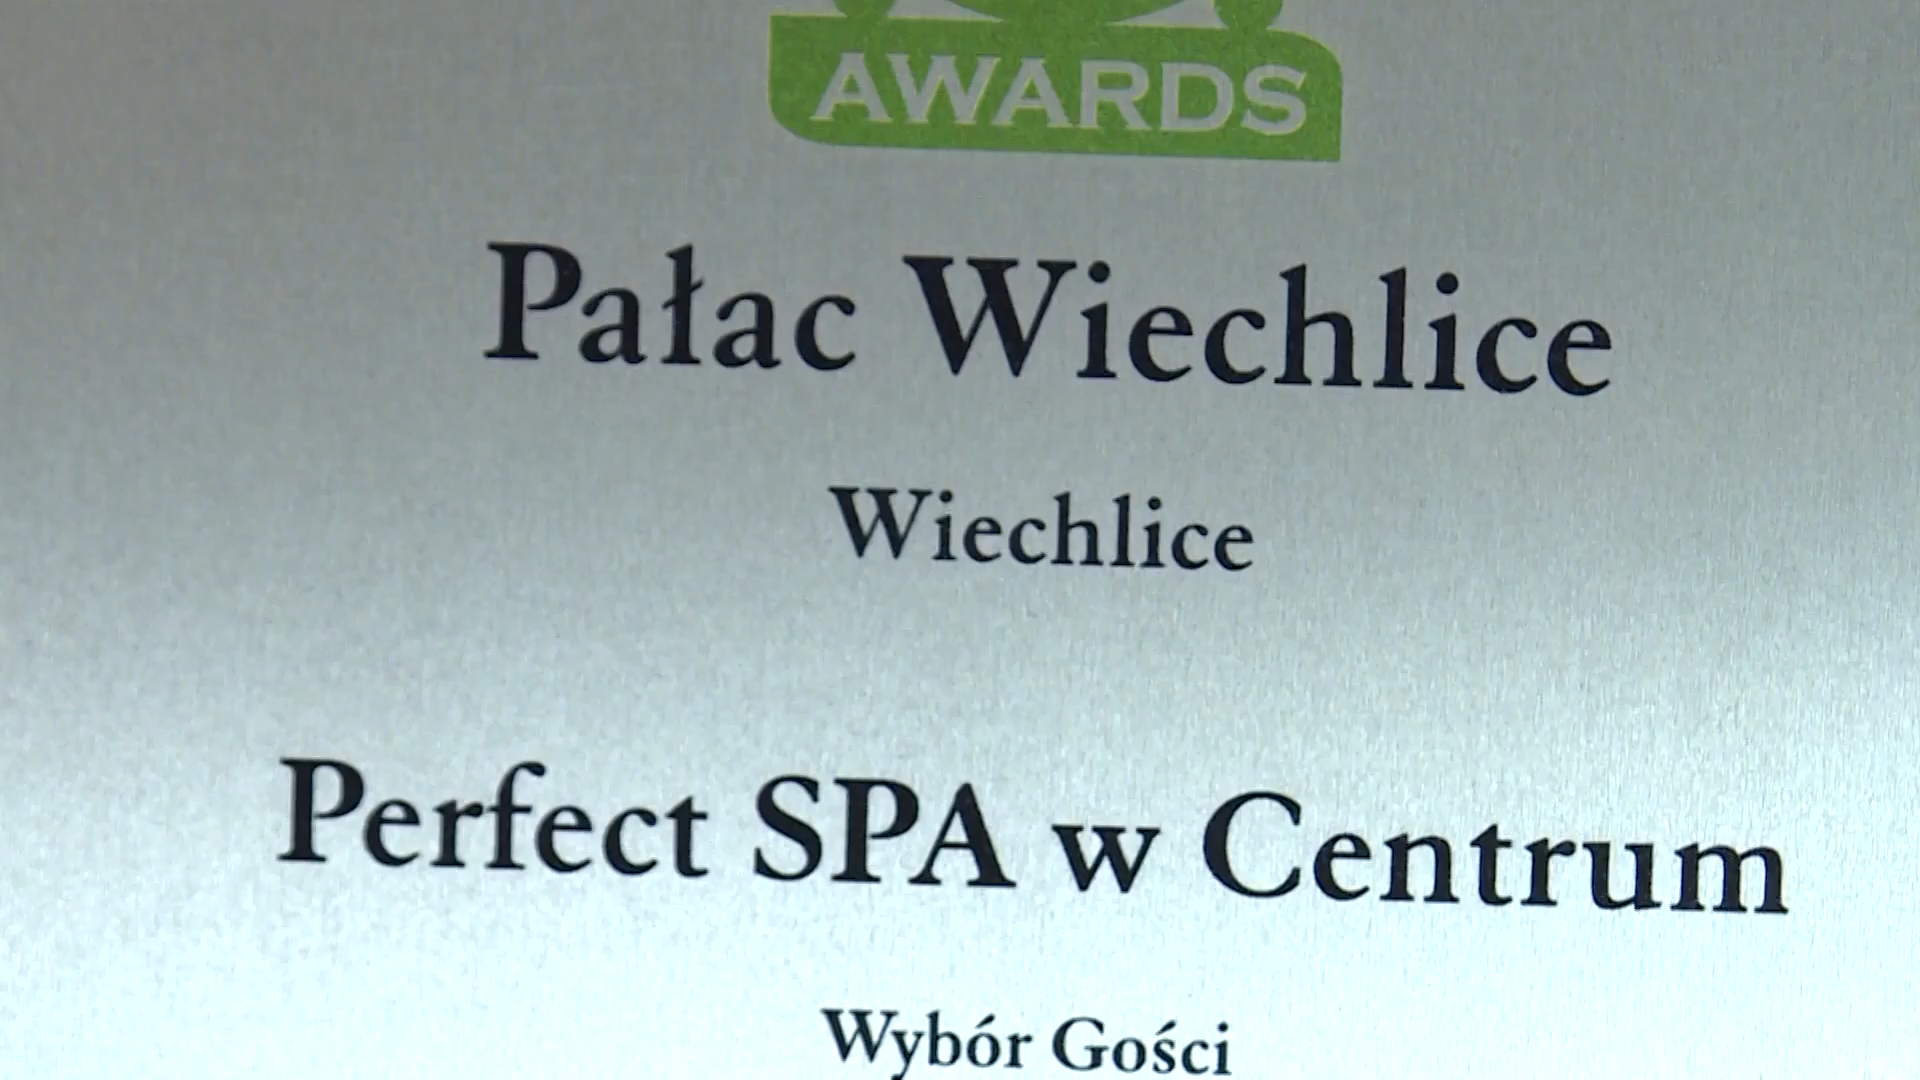 AWARDS
Pałac Wiechlice
Wiechlice
Perfect SPA w Centrum
Wybór Gości